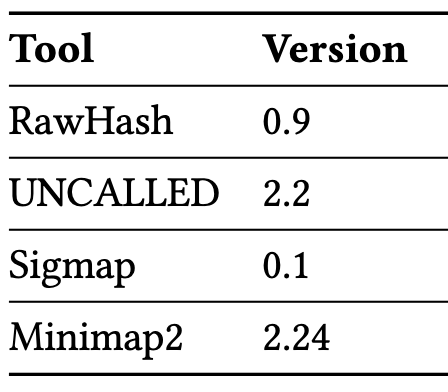 Tool Version
RawHash 0.9
UNCALLED 2.2
Sigmap 0.1
Minimap2 2.24